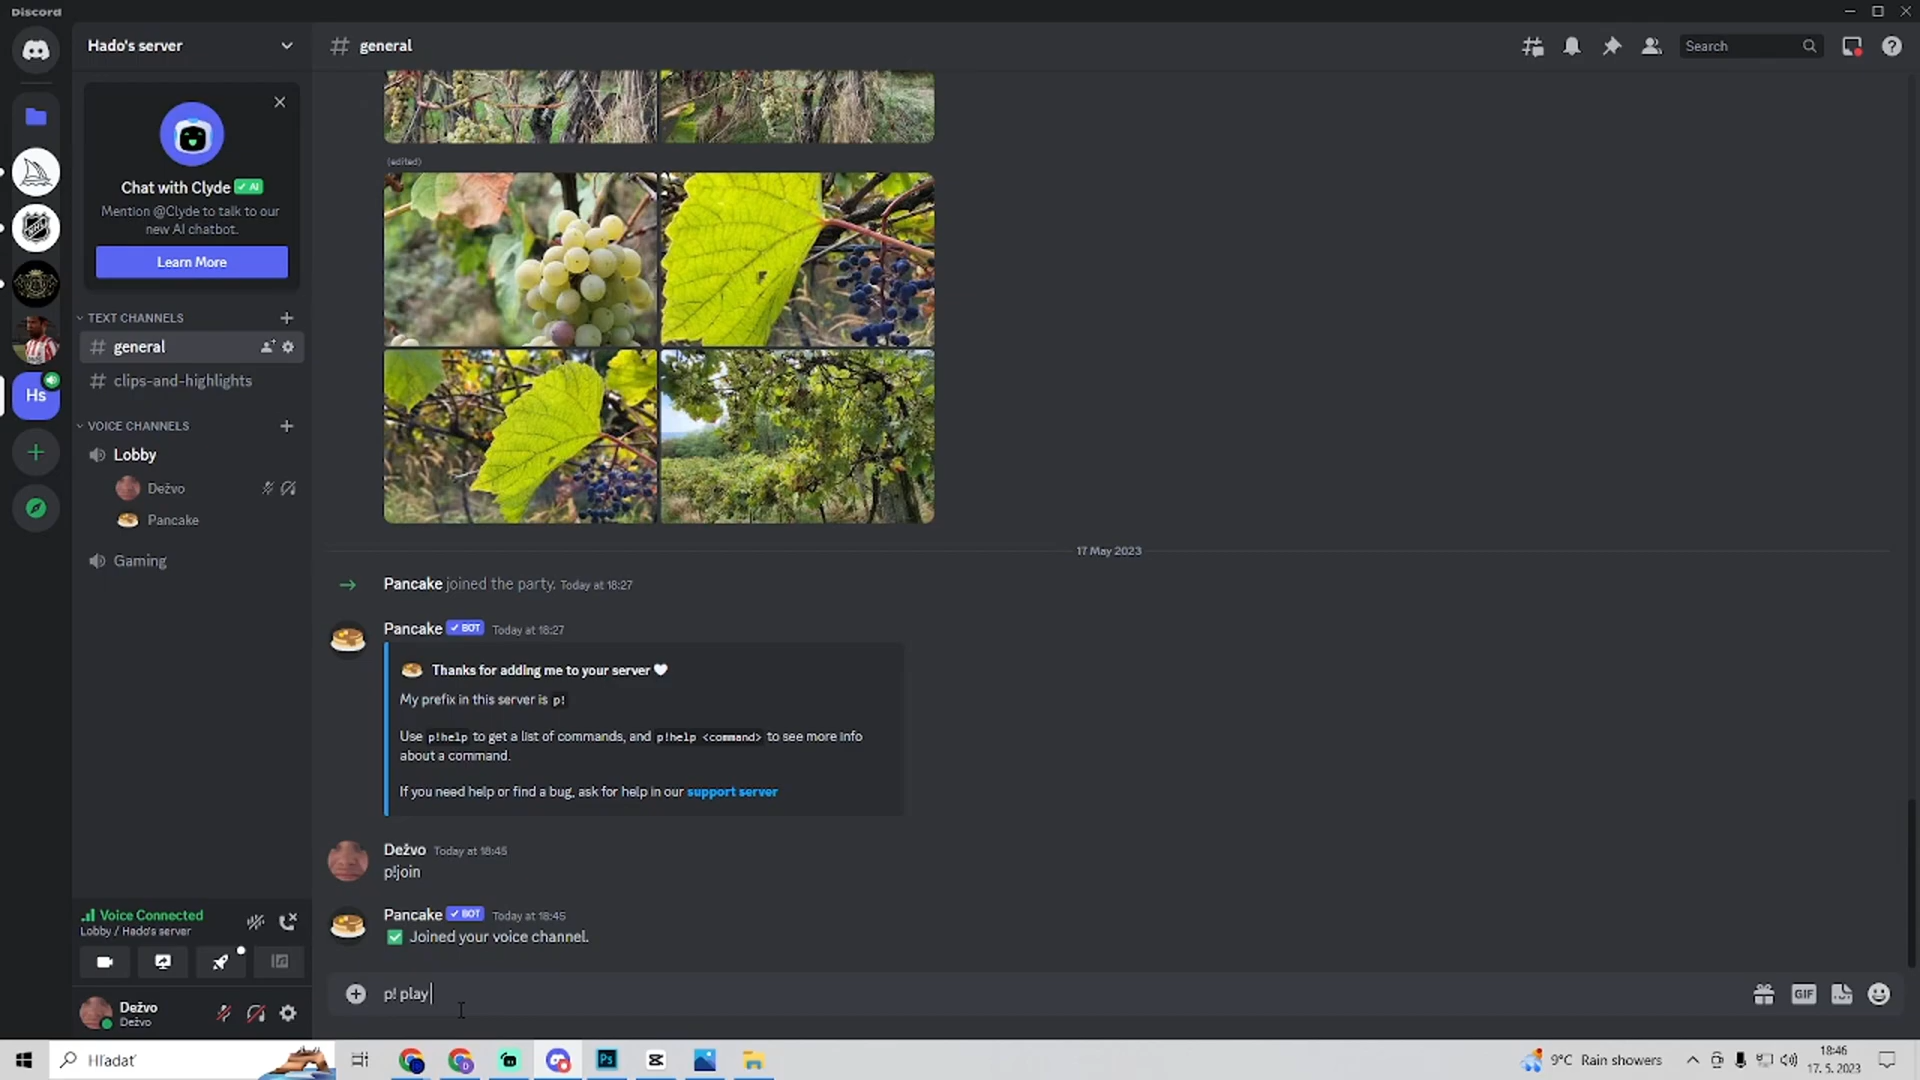 Discord
Hado's server
# general
Search
Chat with Clyde ✓ AI
Mention @Clyde to talk to our
new AI chatbot.
Learn More
TEXT CHANNELS
# general
# clips-and-highlights
VOICE CHANNELS
Lobby
Dežvo
Pancake
Gaming
Voice Connected
Lobby / Hado's server
Dežvo
Dežvo
Hs
(edited)
17 May 2023
Pancake joined the party. Today at 18:27
Pancake ✓ BOT Today at 18:27
Thanks for adding me to your server
My prefix in this server is p!
Use p!help to get a list of commands, and p!help <command> to see more info
about a command.
If you need help or find a bug, ask for help in our support server
Dežvo Today at 18:45
p!join
Pancake ✓ BOT Today at 18:45
Joined your voice channel.
p! play
GIF
Hľadať
Ps
9°C Rain showers
18:46
17. 5. 2023